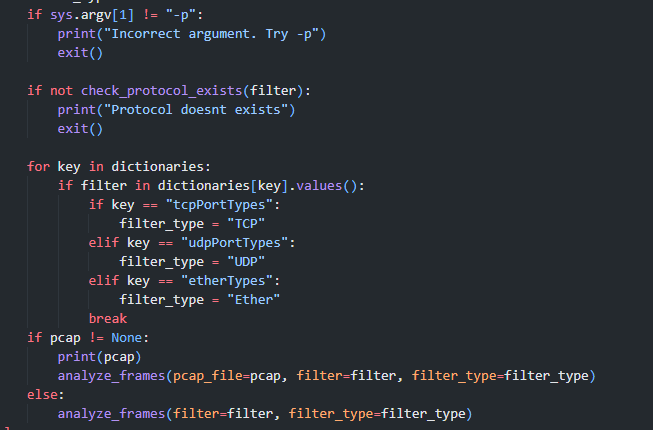 if sys.argv[1] != "-p":
print("Incorrect argument. Try -p")
exit()
if not check_protocol_exists(filter):
print("Protocol doesnt exists")
exit()
for key in dictionaries:
if filter in dictionaries[key].values():
if key == "tcpPortTypes":
filter_type = "TCP"
elif key == "udpPortTypes":
filter_type = "UDP"
elif key == "etherTypes":
filter_type = "Ether"
break
if pcap != None:
print(pcap)
analyze_frames(pcap_file=pcap, filter=filter, filter_type=filter_type)
else:
analyze_frames(filter=filter, filter_type=filter_type)